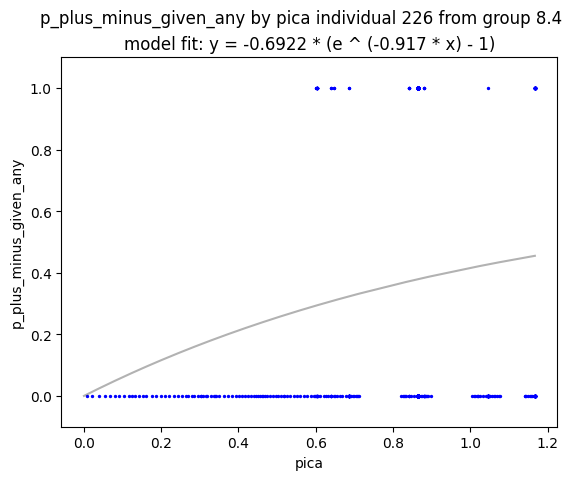 p_plus_minus_given_any by pica individual 226 from group 8.4
model fit: y = -0.6922 * (e ^ (-0.917 * x) - 1)
1.0
0.8
0.6
0.4
0.2
0.0
p_plus_minus_given_any
0.0 0.2 0.4 0.6 0.8 1.0 1.2
pica